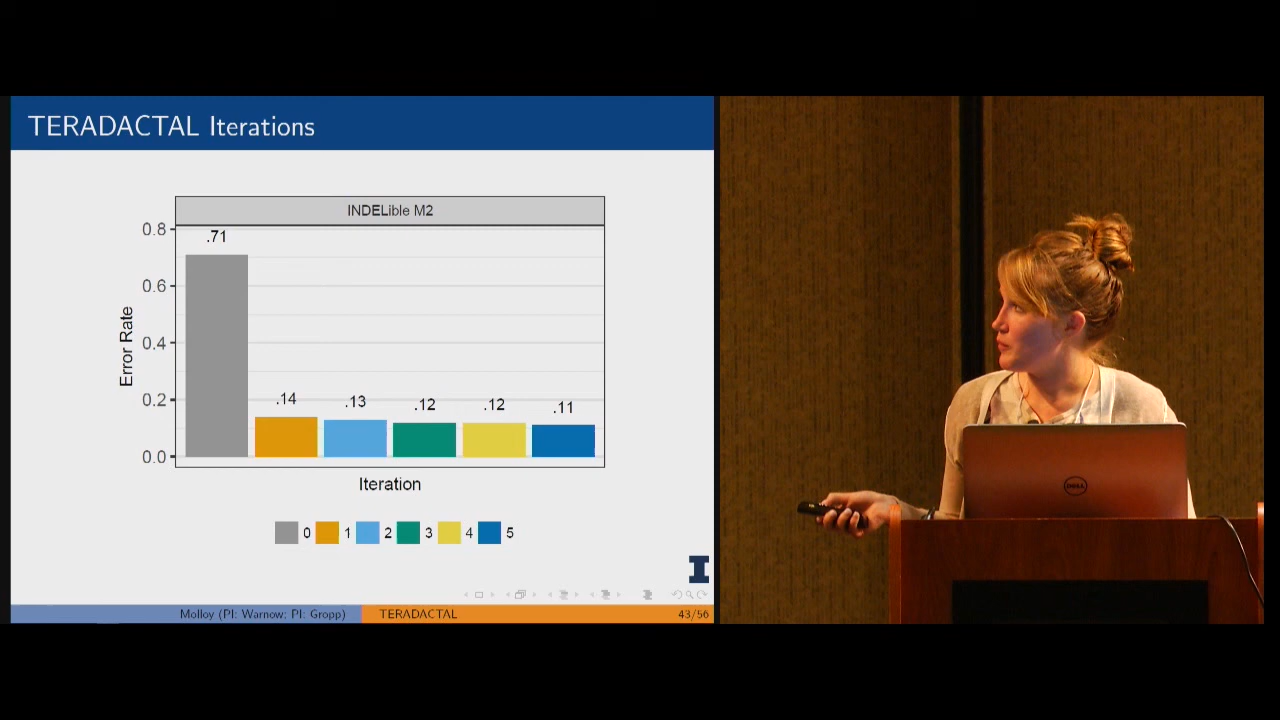 TERADACTAL Iterations
INDELible M2
0.8
0.6
0.4
0.2
0.0
Error Rate
.71
.14
.13
.12
.12
.11
Iteration
0 1 2 3 4 5
I
Molloy (PI: Warnow; PI: Gropp) TERADACTAL 43/56
DELL